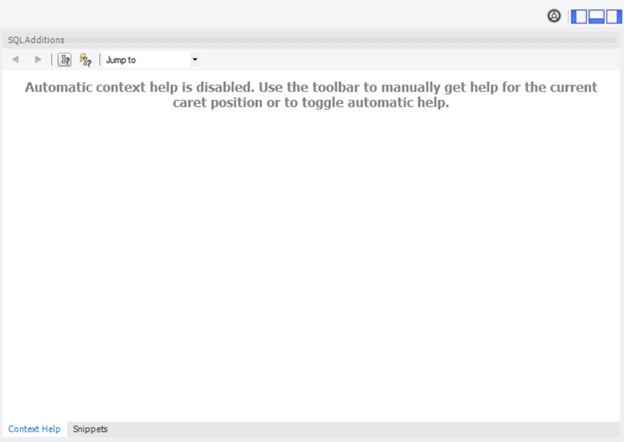 SQLAdditions
Jump to
Automatic context help is disabled. Use the toolbar to manually get help for the current
caret position or to toggle automatic help.
Context Help
Snippets